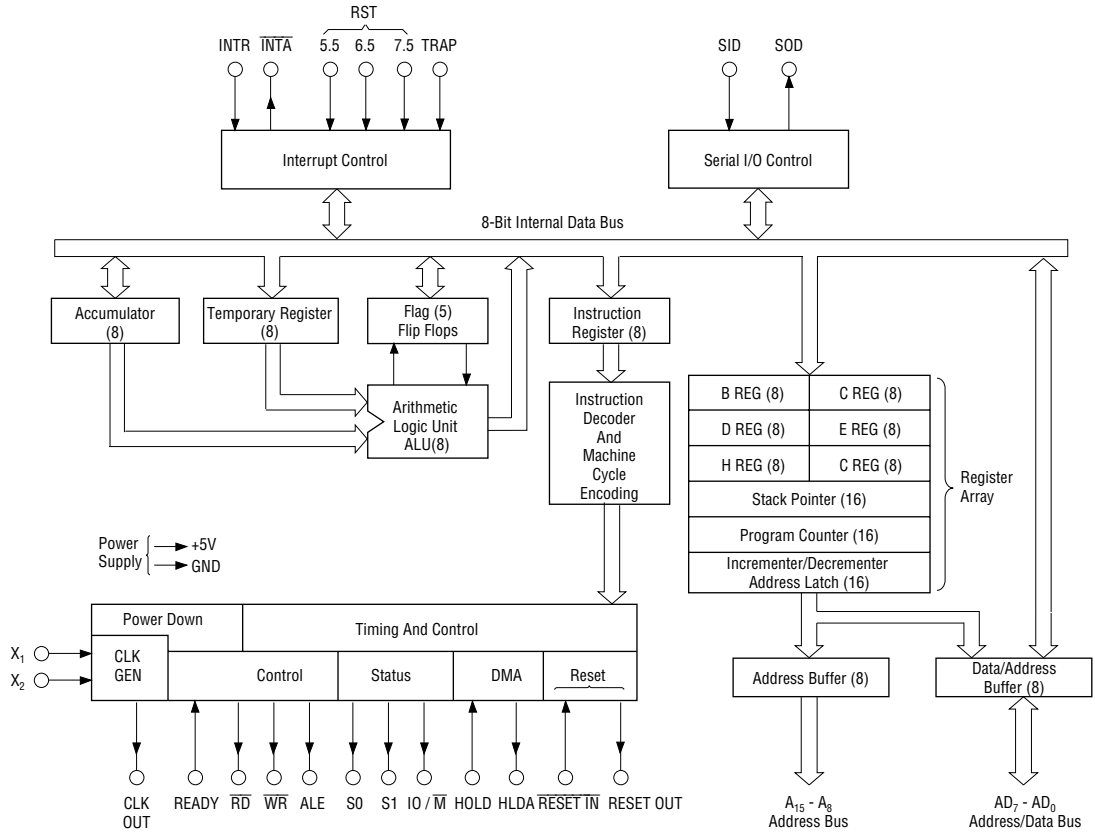 RST
INTR I̅N̅T̅A̅ 5.5 6.5 7.5 TRAP SID SOD
Interrupt Control
Serial I/O Control
8-Bit Internal Data Bus
Accumulator
(8)
Temporary Register
(8)
Flag (5)
Flip Flops
Instruction
Register (8)
Arithmetic
Logic Unit
ALU(8)
Instruction
Decoder
And
Machine
Cycle
Encoding
B REG (8) C REG (8)
D REG (8) E REG (8)
H REG (8) C REG (8)
Stack Pointer (16)
Program Counter (16)
Incrementer/Decrementer
Address Latch (16)
Register
Array
Power
Supply
+5V
GND
Power Down
Timing And Control
X₁
X₂
CLK
GEN
Control Status DMA Reset
Address Buffer (8)
Data/Address
Buffer (8)
CLK
OUT
READY R̅D̅ W̅R̅ ALE S0 S1 IO / M̅ HOLD HLDA R̅E̅S̅E̅T̅ I̅N̅ RESET OUT
A₁₅ - A₈
Address Bus
AD₇ - AD₀
Address/Data Bus